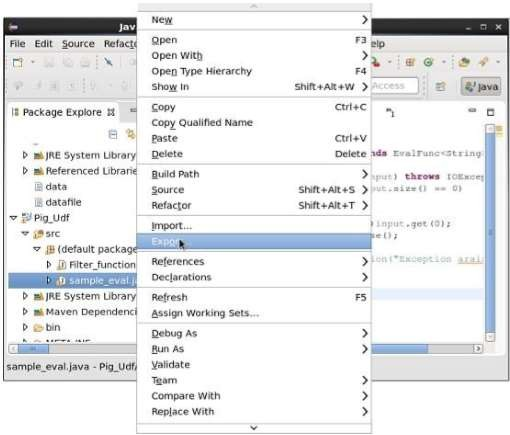 Jav
File Edit Source Refacto
elp
Access
Java
Package Explore
JRE System Library
Referenced Librarie
data
datafile
Pig_Udf
src
(default package
Filter_function
sample_eval.ja
JRE System Library
Maven Dependenci
bin
New
Open F3
Open With
Open Type Hierarchy F4
Show In Shift+Alt+W
Copy Ctrl+C
Copy Qualified Name
Paste Ctrl+V
Delete Delete
Build Path
Source Shift+Alt+S
Refactor Shift+Alt+T
Import...
Export
References
Declarations
Refresh F5
Assign Working Sets...
Debug As
Run As
Validate
Team
Compare With
Replace With
nds EvalFunc<String
nput) throws IOExcep
put.size() == 0)
input.get(0);
se();
ion("Exception
sample_eval.java - Pig_Udf/